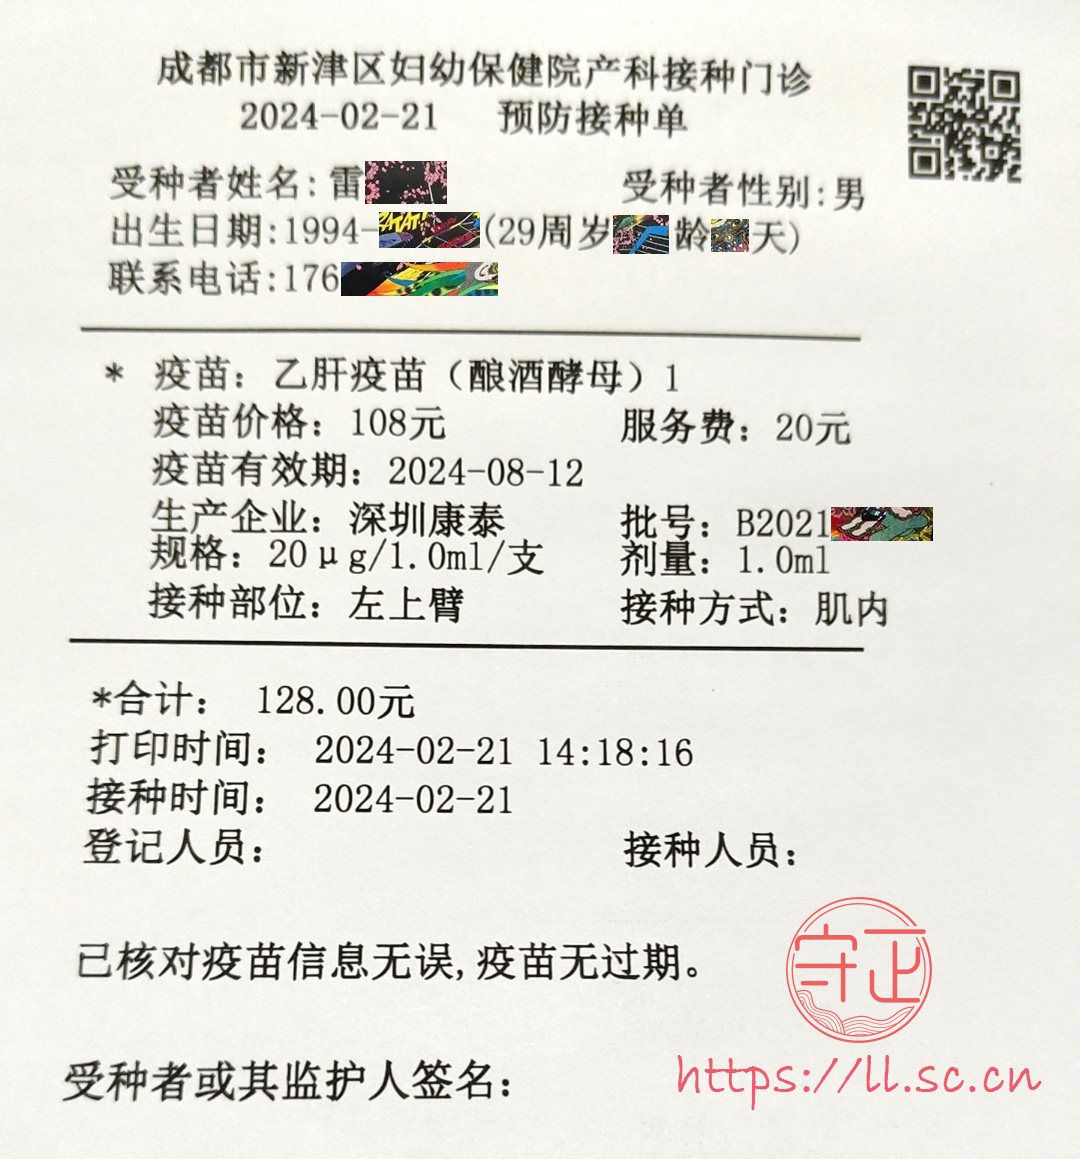 成都市新津区妇幼保健院产科接种门诊
2024-02-21 预防接种单
受种者姓名:雷 受种者性别:男
出生日期:1994- (29周岁 龄 天)
联系电话:176
* 疫苗：乙肝疫苗（酿酒酵母）1
疫苗价格：108元 服务费：20元
疫苗有效期：2024-08-12
生产企业：深圳康泰 批号：B2021
规格：20μg/1.0ml/支 剂量：1.0ml
接种部位：左上臂 接种方式：肌内
*合计： 128.00元
打印时间： 2024-02-21 14:18:16
接种时间： 2024-02-21
登记人员： 接种人员：
已核对疫苗信息无误,疫苗无过期。
守正
https://ll.sc.cn
受种者或其监护人签名：